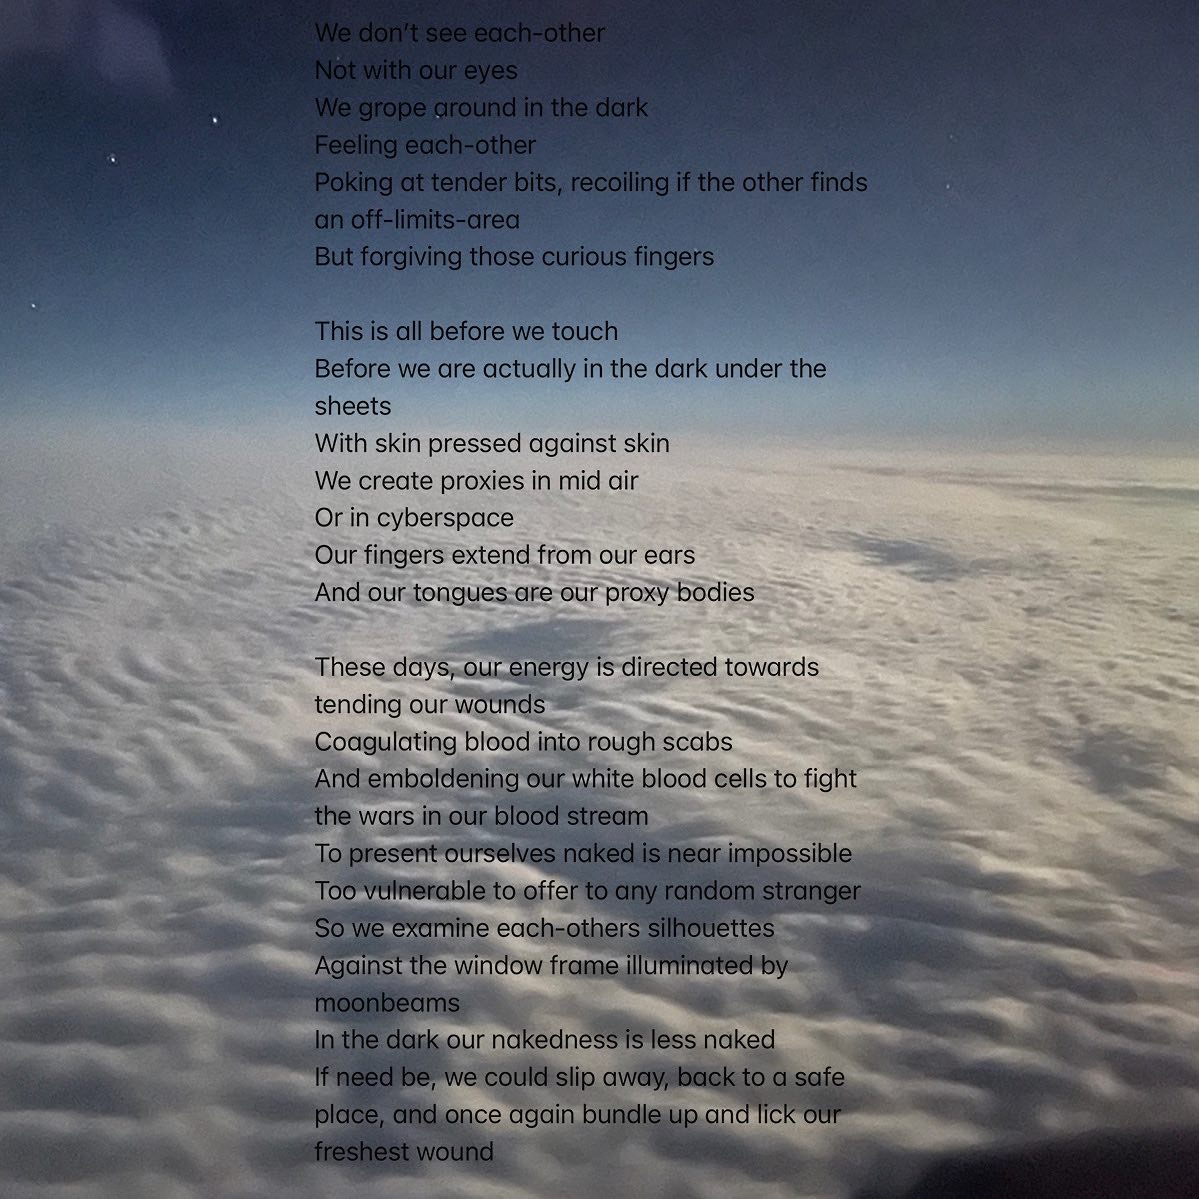 We don't see each-other
Not with our eyes
We grope around in the dark
Feeling each-other
Poking at tender bits, recoiling if the other finds
an off-limits-area
But forgiving those curious fingers
This is all before we touch
Before we are actually in the dark under the
sheets
With skin pressed against skin
We create proxies in mid air
Or in cyberspace
Our fingers extend from our ears
And our tongues are our proxy bodies
These days, our energy is directed towards
tending our wounds
Coagulating blood into rough scabs
And emboldening our white blood cells to fight
the wars in our blood stream
To present ourselves naked is near impossible
Too vulnerable to offer to any random stranger
So we examine each-others silhouettes
Against the window frame illuminated by
moonbeams
In the dark our nakedness is less naked
If need be, we could slip away, back to a safe
place, and once again bundle up and lick our
freshest wound